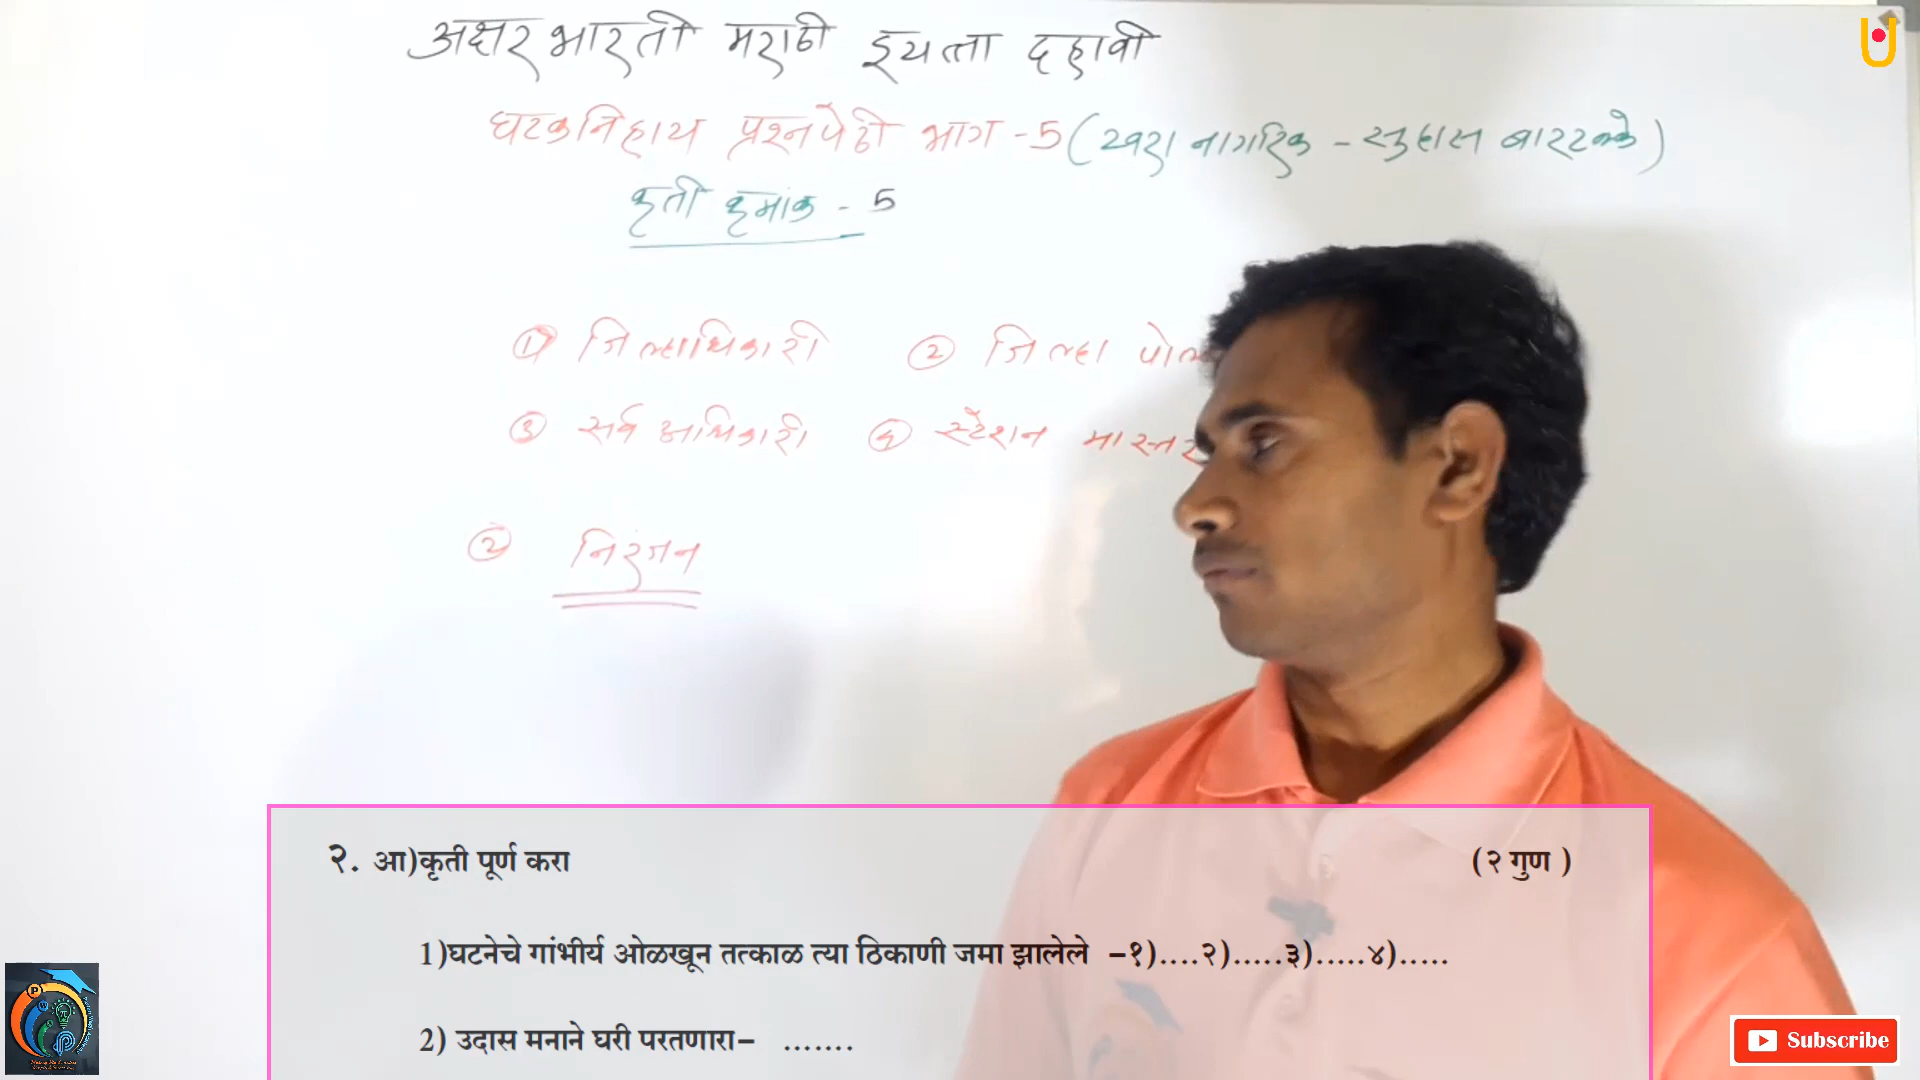 अक्षरभारती मराठी इयत्ता दहावी
घटकनिहाय प्रश्नपेढी भाग -5 (खरा नागरिक - सुहास बारटक्के)
कृती क्रमांक - 5
① जिल्हाधिकारी ② जिल्हा
③ सर्व अधिकारी ④ स्टेशन मास्तर
② निरंजन
२. आ)कृती पूर्ण करा (२ गुण )
1)घटनेचे गांभीर्य ओळखून तत्काळ त्या ठिकाणी जमा झालेले –१)....२).....३).....४).....
2) उदास मनाने घरी परतणारा– .......
Subscribe